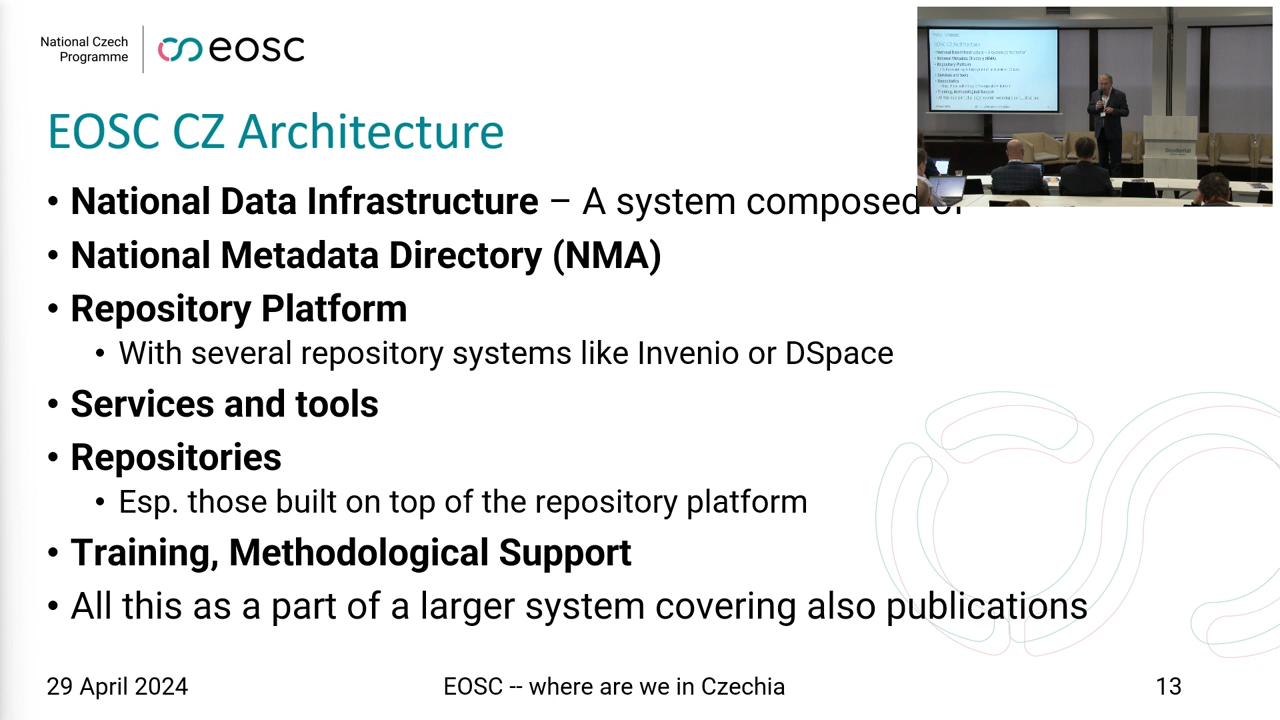 National Czech
Programme
eosc
EOSC CZ Architecture
• National Data Infrastructure – A system composed of
• National Metadata Directory (NMA)
• Repository Platform
• With several repository systems like Invenio or DSpace
• Services and tools
• Repositories
• Esp. those built on top of the repository platform
• Training, Methodological Support
• All this as a part of a larger system covering also publications
29 April 2024
EOSC -- where are we in Czechia
13